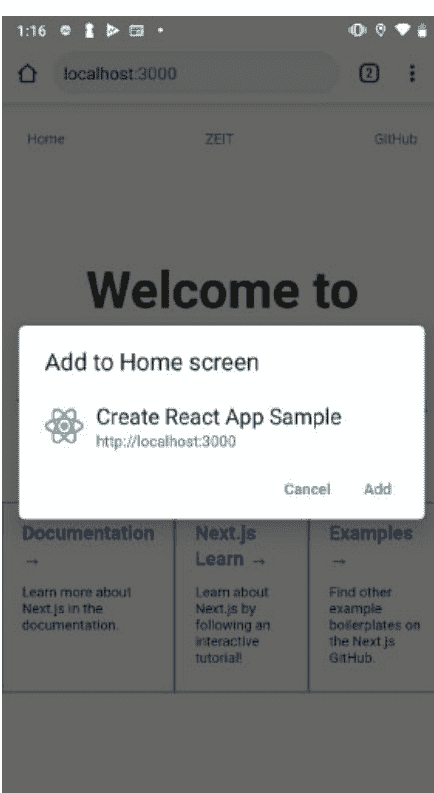 1:16
localhost:3000
2
Home ZEIT GitHub
Welcome to
Add to Home screen
Create React App Sample
http://localhost:3000
Cancel Add
Documentation
→
Learn more about
Next.js in the
documentation.
Next.js
Learn →
Learn about
Next.js by
following an
interactive
tutorial!
Examples
→
Find other
example
boilerplates on
the Next.js
GitHub.